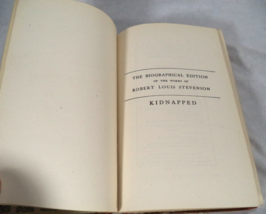 THE BIOGRAPHICAL EDITION
OF THE WORKS OF
ROBERT LOUIS STEVENSON
KIDNAPPED